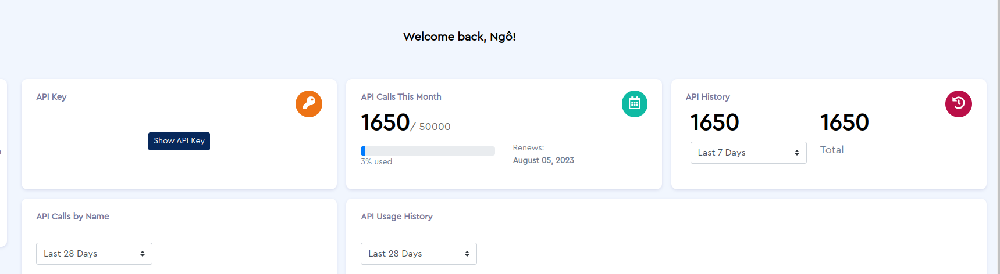 Welcome back, Ngô!
API Key
Show API Key
API Calls This Month
1650/ 50000
3% used
Renews:
August 05, 2023
API History
1650
Last 7 Days
1650
Total
API Calls by Name
Last 28 Days
API Usage History
Last 28 Days